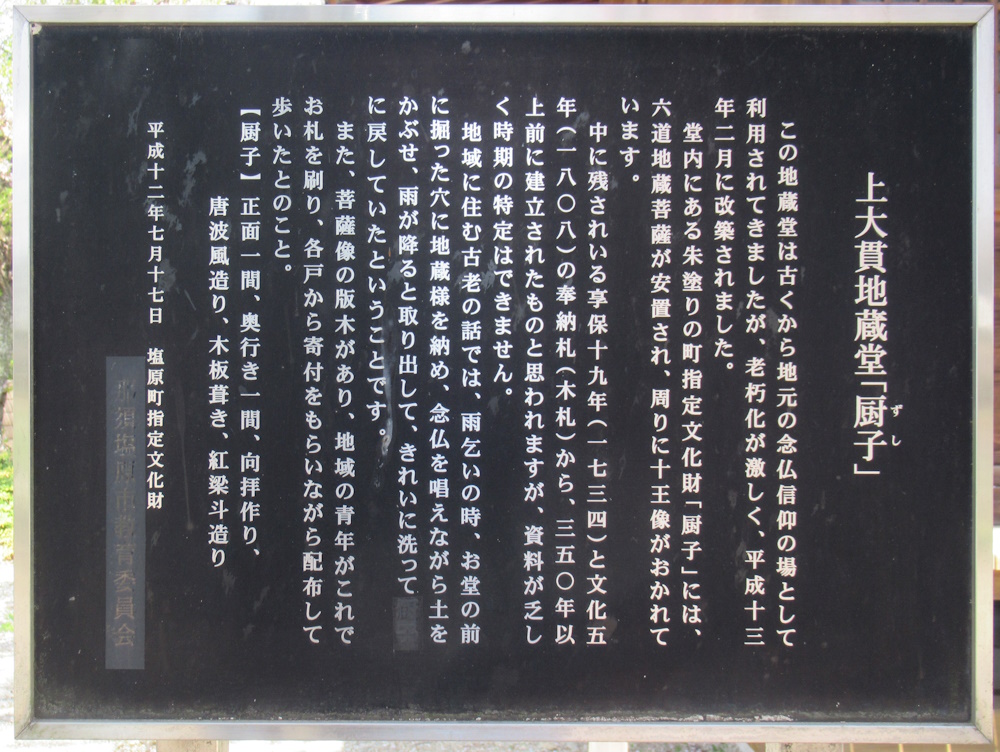 上大貫地蔵堂「厨子」
ずし
この地蔵堂は古くから地元の念仏信仰の場として
利用されてきましたが、老朽化が激しく、平成十三
年二月に改築されました。
堂内にある朱塗りの町指定文化財「厨子」には、
六道地蔵菩薩が安置され、周りに十王像がおかれて
います。
中に残されいる享保十九年(一七三四)と文化五
年(一八〇八)の奉納札(木札)から、三五〇年以
上前に建立されたものと思われますが、資料が乏し
く時期の特定はできません。
地域に住む古老の話では、雨乞いの時、お堂の前
に掘った穴に地蔵様を納め、念仏を唱えながら土を
かぶせ、雨が降ると取り出して、きれいに洗って
に戻していたということです。
また、菩薩像の版木があり、地域の青年がこれで
お札を刷り、各戸から寄付をもらいながら配布して
歩いたとのこと。
【厨子】正面一間、奥行き一間、向拝作り、
唐波風造り、木板葺き、紅梁斗造り
平成十二年七月十七日 塩原町指定文化財
那須塩原市教育委員会